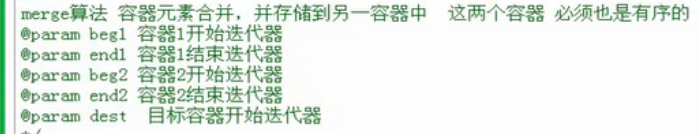 merge算法 容器元素合并，并存储到另一容器中 这两个容器 必须也是有序的
@param beg1 容器1开始迭代器
@param end1 容器1结束迭代器
@param beg2 容器2开始迭代器
@param end2 容器2结束迭代器
@param dest 目标容器开始迭代器
*/